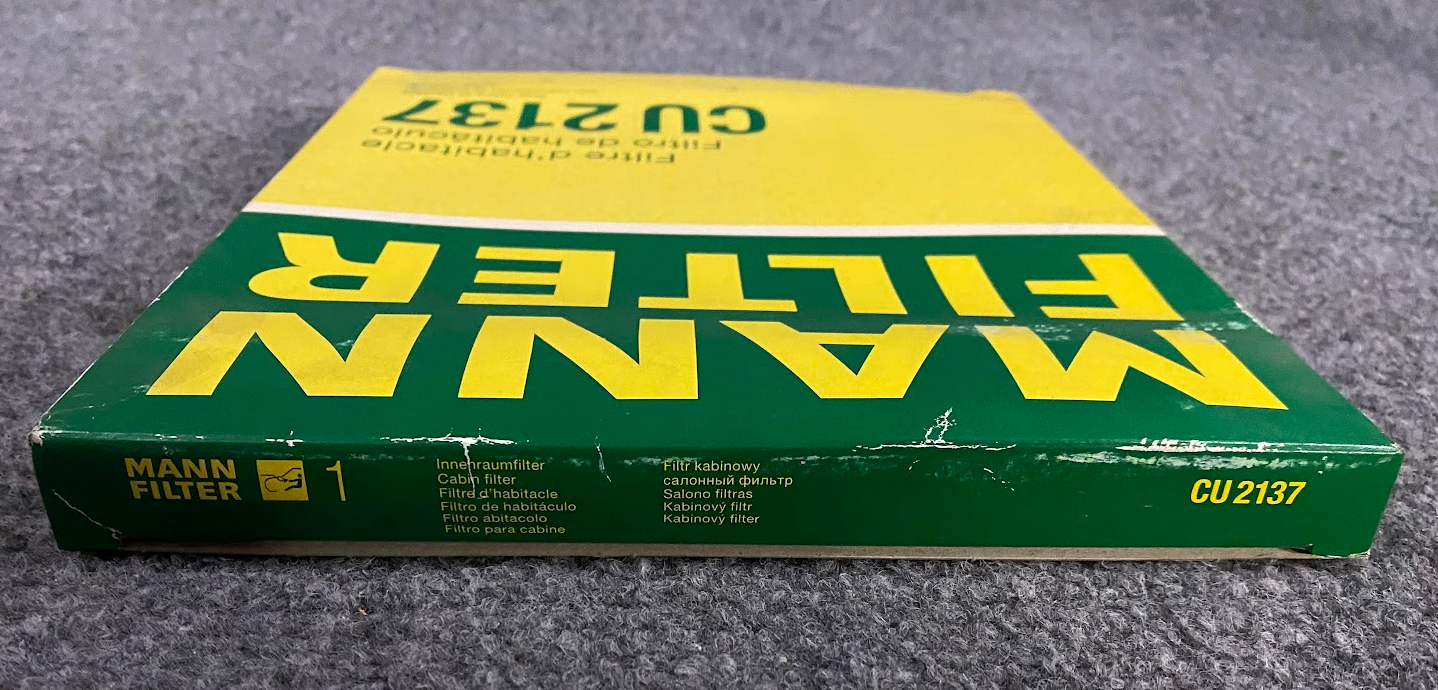 CU 2137
Filtro de habitáculo
Filtre d'habitacle
MANN
FILTER
MANN
FILTER
1
Innenraumfilter
Cabin filter
Filtre d'habitacle
Filtro de habitáculo
Filtro abitacolo
Filtro para cabine
Filtr kabinowy
салонный фильтр
Salono filtras
Kabinový filtr
Kabinový filter
CU 2137